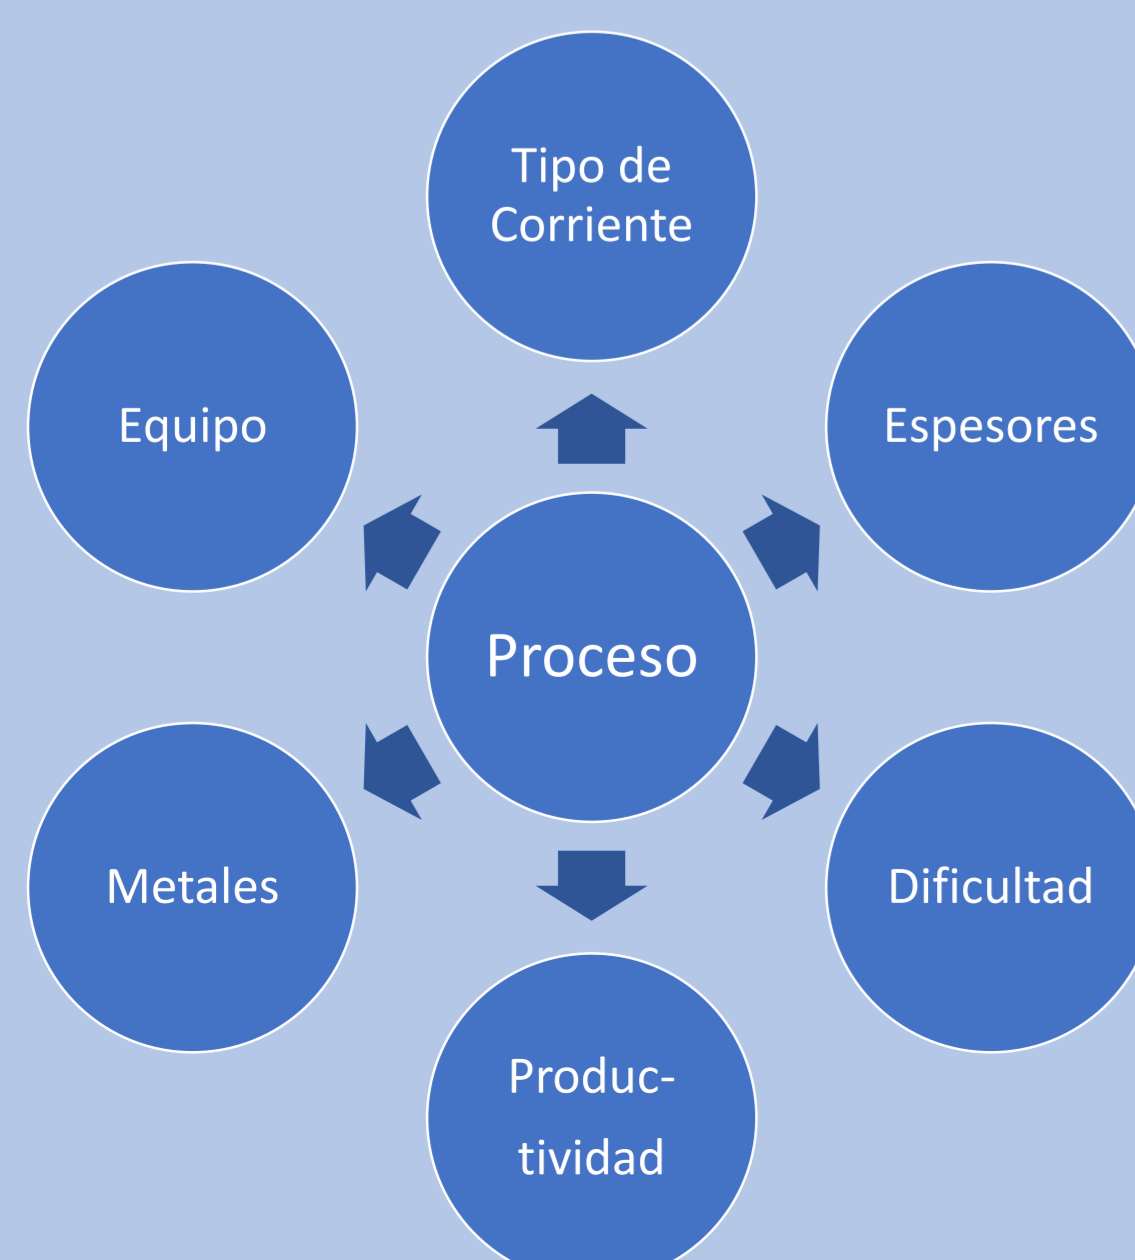 Tipo de
Corriente
Equipo
Espesores
Proceso
Metales
Dificultad
Produc-
tividad